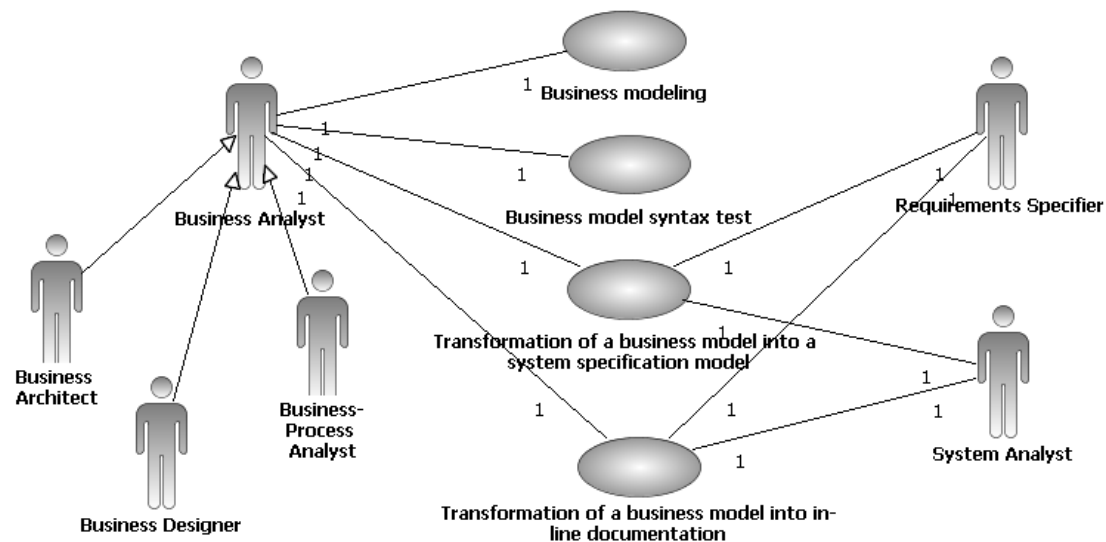 1
Business modeling
1
1
1
1
1
1
Business Analyst
Business model syntax test
1
1
Requirements Specifier
1
1
Transformation of a business model into a
system specification model
1
1
Business
Architect
Business-
Process
Analyst
1
1
1
System Analyst
1
Business Designer
Transformation of a business model into in-
line documentation